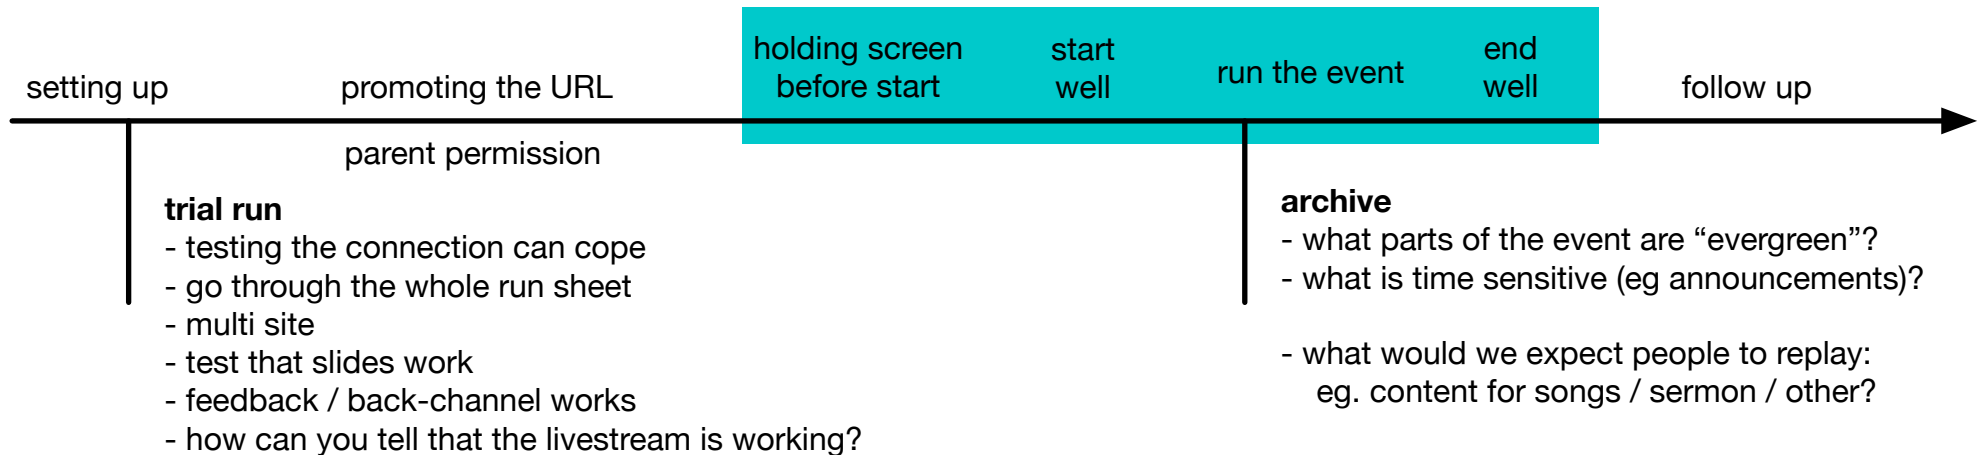 setting up
promoting the URL
holding screen
before start
start
well
run the event
end
well
follow up
parent permission
trial run
- testing the connection can cope
- go through the whole run sheet
- multi site
- test that slides work
- feedback / back-channel works
- how can you tell that the livestream is working?
archive
- what parts of the event are “evergreen”?
- what is time sensitive (eg announcements)?
- what would we expect people to replay:
eg. content for songs / sermon / other?